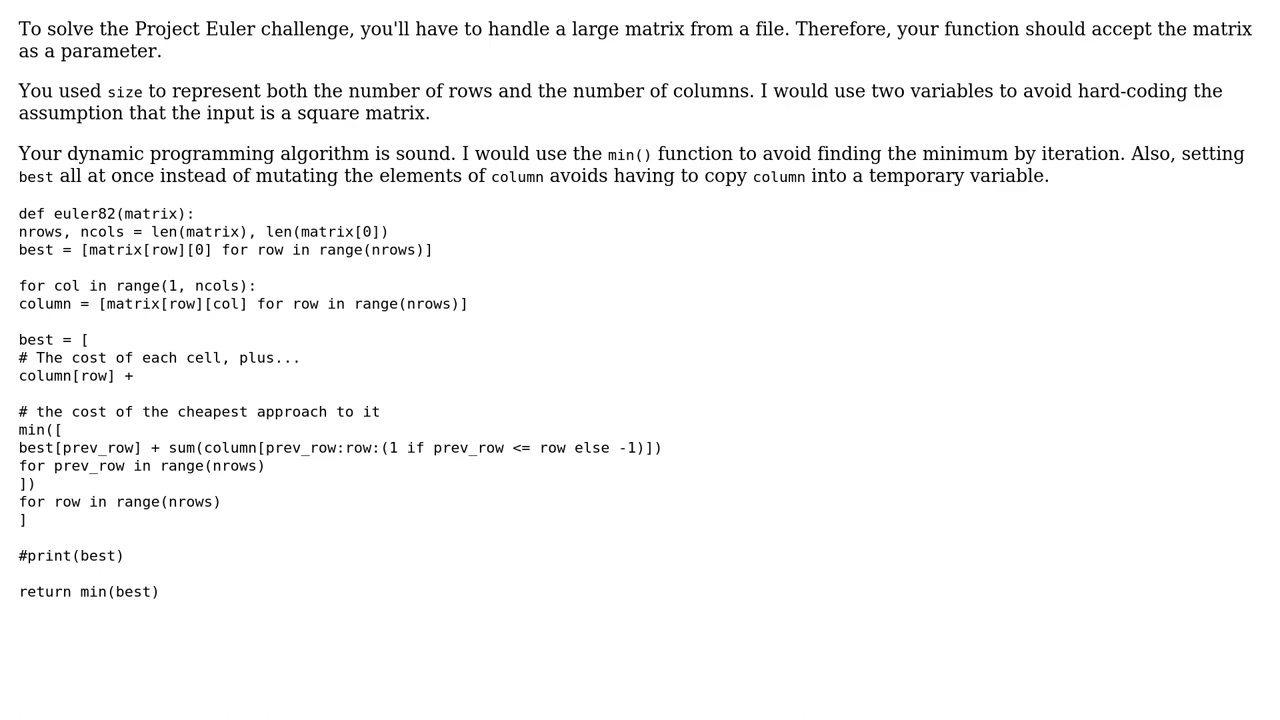 To solve the Project Euler challenge, you'll have to handle a large matrix from a file. Therefore, your function should accept the matrix
as a parameter.
You used size to represent both the number of rows and the number of columns. I would use two variables to avoid hard-coding the
assumption that the input is a square matrix.
Your dynamic programming algorithm is sound. I would use the min() function to avoid finding the minimum by iteration. Also, setting
best all at once instead of mutating the elements of column avoids having to copy column into a temporary variable.
def euler82(matrix):
nrows, ncols = len(matrix), len(matrix[0])
best = [matrix[row][0] for row in range(nrows)]
for col in range(1, ncols):
column = [matrix[row][col] for row in range(nrows)]
best = [
# The cost of each cell, plus...
column[row] +
# the cost of the cheapest approach to it
min([
best[prev_row] + sum(column[prev_row:row:(1 if prev_row <= row else -1)])
for prev_row in range(nrows)
])
for row in range(nrows)
]
#print(best)
return min(best)